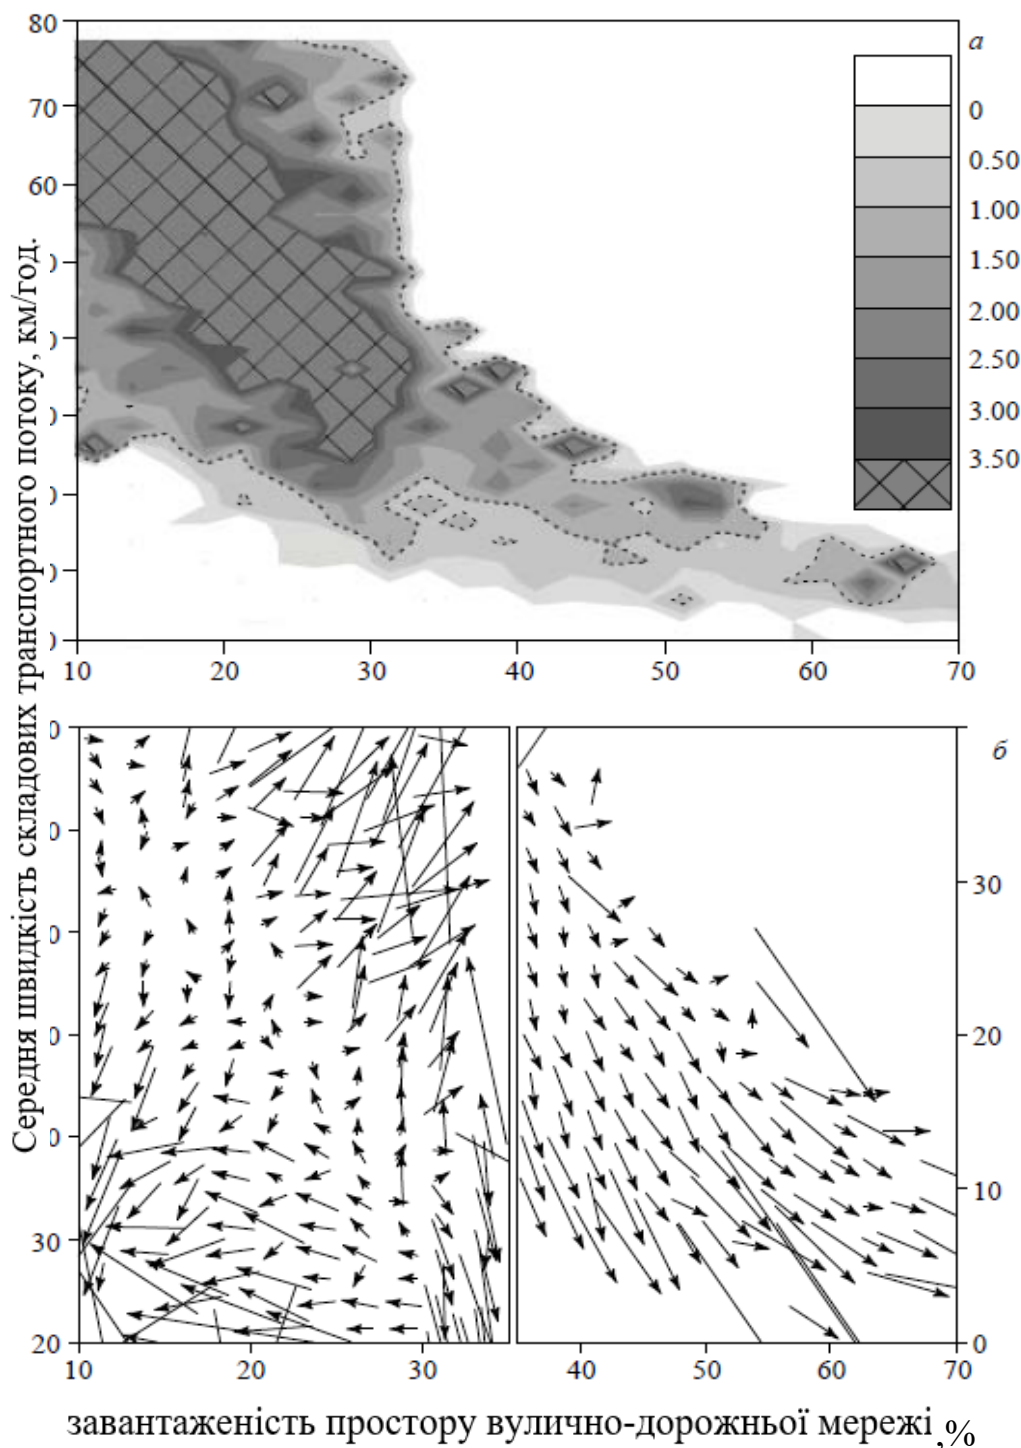 80
а
70
0
0.50
60
1.00
1.50
2.00
2.50
3.00
3.50
10 20 30 40 50 60 70
Середня швидкість складових транспортного потоку, км/год.
б
30
20
10
30
20
0
10 20 30 40 50 60 70
завантаженість простору вулично-дорожньої мережі,%